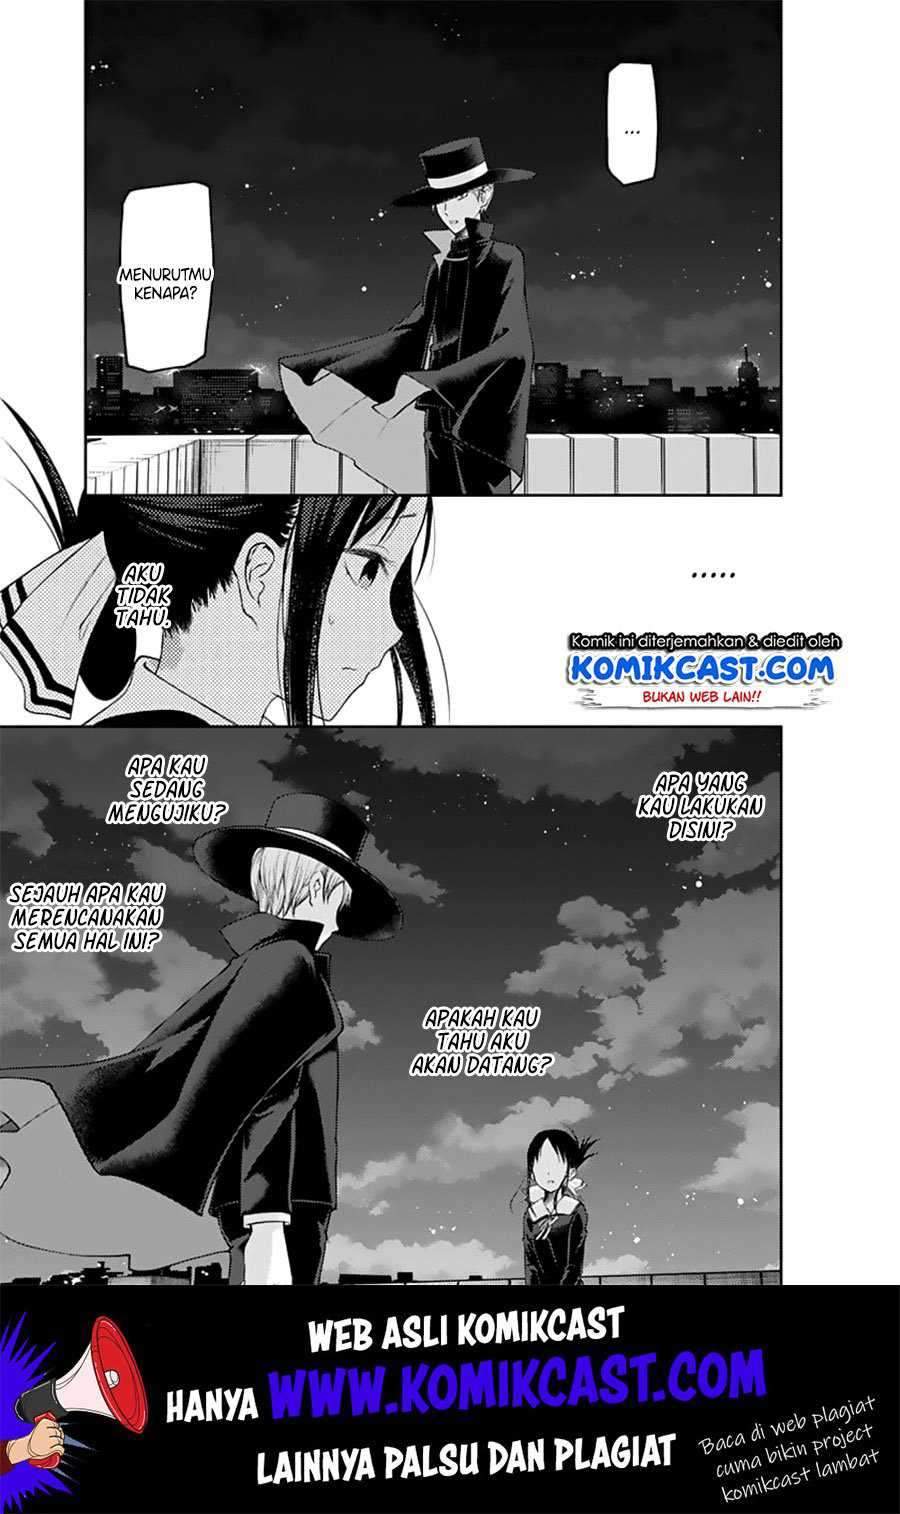 ...
MENURUTMU
KENAPA?
.....
AKU
TIDAK
TAHU.
Komik ini diterjemahkan & diedit oleh
KOMIKCAST.COM
BUKAN WEB LAIN!!
APA YANG
KAU LAKUKAN
DISINI?
APA KAU
SEDANG
MENGUJIKU?
SEJAUH APA KAU
MERENCANAKAN
SEMUA HAL INI?
APAKAH KAU
TAHU AKU
AKAN DATANG?
WEB ASLI KOMIKCAST
HANYA WWW.KOMIKCAST.COM
LAINNYA PALSU DAN PLAGIAT
Baca di web plagiat
cuma bikin project
komikcast lambat